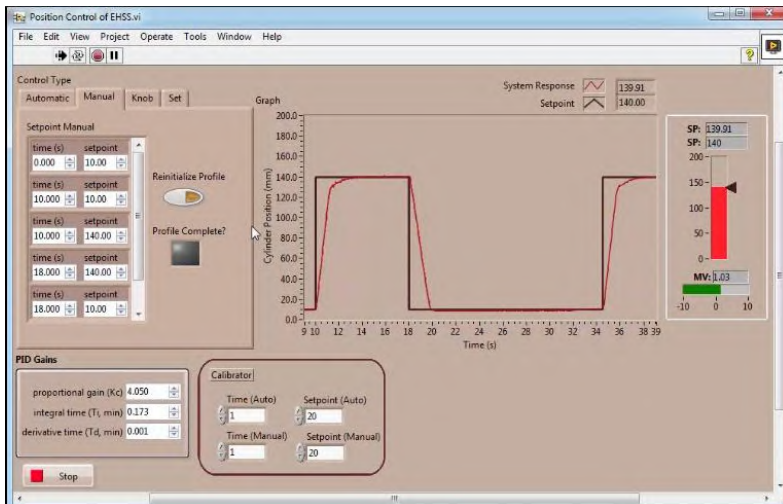 Position Control of EHSS.vi
File Edit View Project Operate Tools Window Help
Control Type
Automatic Manual Knob Set
Setpoint Manual
time (s) setpoint
0.000 10.00
time (s) setpoint
10.000 10.00
time (s) setpoint
10.000 140.00
time (s) setpoint
18.000 140.00
time (s) setpoint
18.000 10.00
Reinitialize Profile
Profile Complete?
Graph
System Response 139.91
Setpoint 140.00
Cylinder Position (mm)
200.0
180.0
160.0
140.0
120.0
100.0
80.0
60.0
40.0
20.0
0.0
9 10 12 14 16 18 20 22 24 26 28 30 32 34 36 38 39
Time (s)
SP: 139.91
SP: 140
200
150
100
50
0
MV: 1.03
-10 0 10
PID Gains
proportional gain (Kc) 4.050
integral time (Ti, min) 0.173
derivative time (Td, min) 0.001
Calibrator
Time (Auto) Setpoint (Auto)
1 20
Time (Manual) Setpoint (Manual)
1 20
Stop